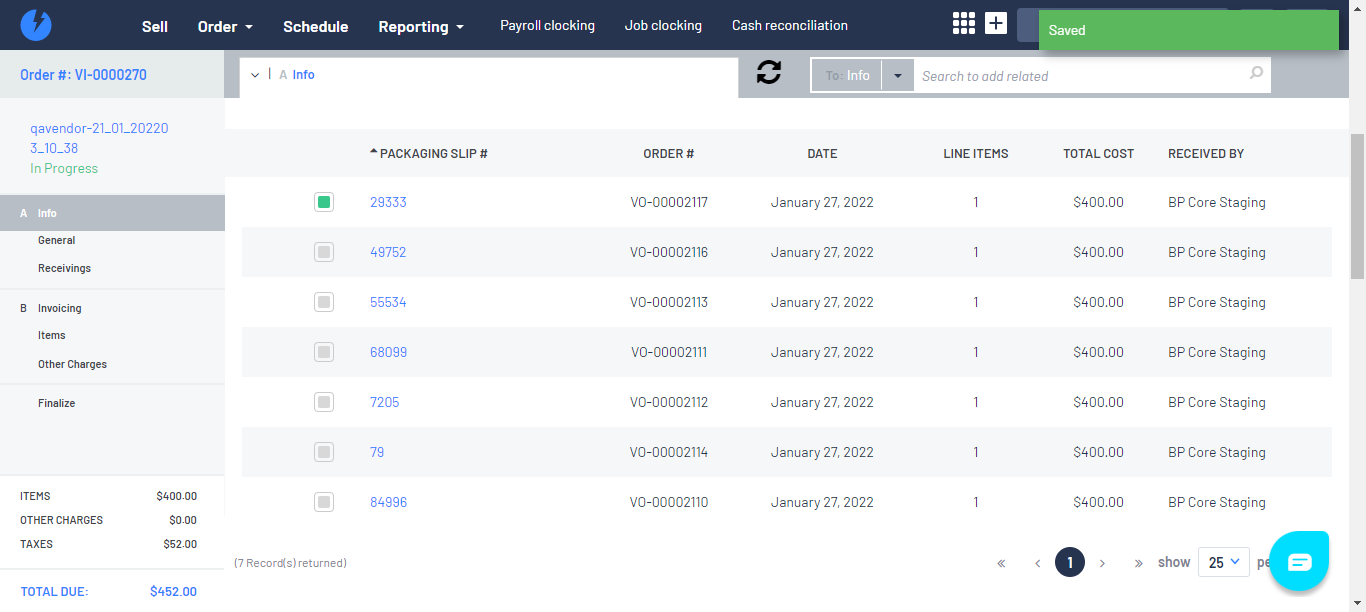 Sell Order Schedule Reporting Payroll clocking Job clocking Cash reconciliation
Saved
Order #: VI-0000270
A Info
To: Info
Search to add related
qavendor-21_01_20220
3_10_38
In Progress
A Info
General
Receivings
B Invoicing
Items
Other Charges
Finalize
ITEMS $400.00
OTHER CHARGES $0.00
TAXES $52.00
TOTAL DUE: $452.00
PACKAGING SLIP # ORDER # DATE LINE ITEMS TOTAL COST RECEIVED BY
29333 VO-00002117 January 27, 2022 1 $400.00 BP Core Staging
49752 VO-00002116 January 27, 2022 1 $400.00 BP Core Staging
55534 VO-00002113 January 27, 2022 1 $400.00 BP Core Staging
68099 VO-00002111 January 27, 2022 1 $400.00 BP Core Staging
7205 VO-00002112 January 27, 2022 1 $400.00 BP Core Staging
79 VO-00002114 January 27, 2022 1 $400.00 BP Core Staging
84996 VO-00002110 January 27, 2022 1 $400.00 BP Core Staging
(7 Record(s) returned)
« ‹ 1 › » show 25